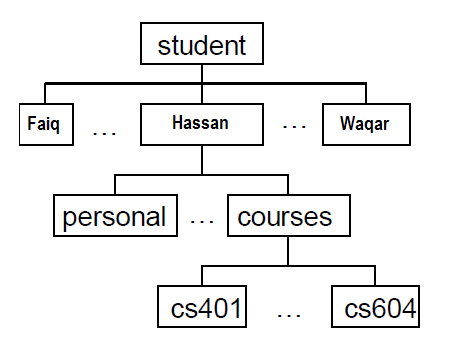 student
Faiq ... Hassan ... Waqar
personal ... courses
cs401 ... cs604